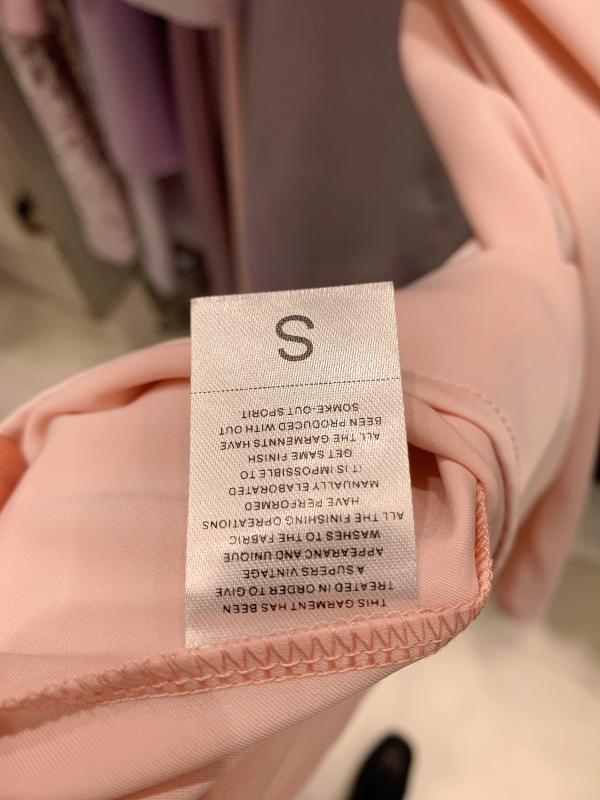 S
THIS GARMENT HAS BEEN
TREATED IN ORDER TO GIVE
A SUPERS VINTAGE
APPEARANC AND UNIQUE
WASHES TO THE FABRIC
ALL THE FINISHING OPREATIONS
HAVE PERFORMED
MANUALLY ELABORATED
IT IS IMPOSSIBLE TO
GET SAME FINISH
ALL THE GARMENTS HAVE
BEEN PRODUCED WITH OUT
SOMKE-OUT SPORIT